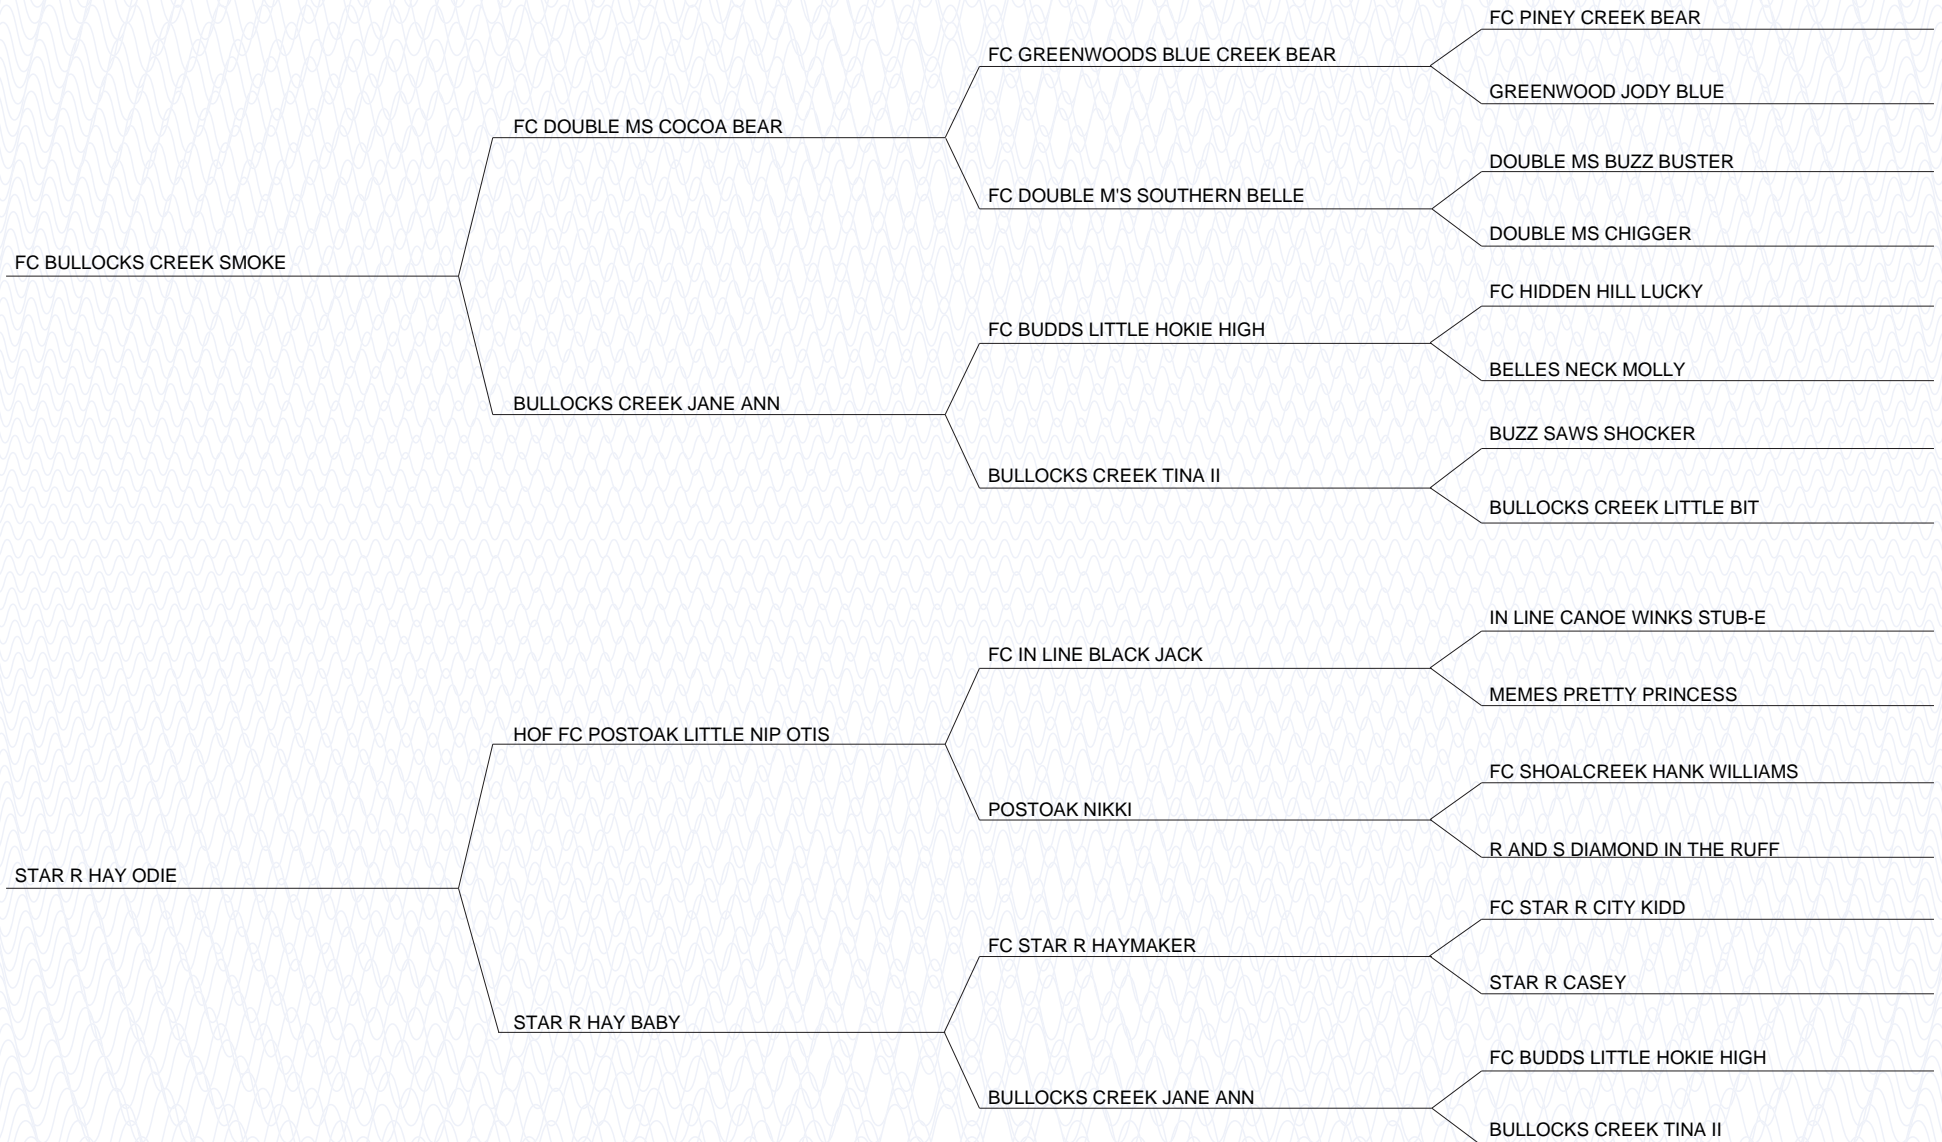 FC PINEY CREEK BEAR
FC GREENWOODS BLUE CREEK BEAR
GREENWOOD JODY BLUE
FC DOUBLE MS COCOA BEAR
DOUBLE MS BUZZ BUSTER
FC DOUBLE M'S SOUTHERN BELLE
DOUBLE MS CHIGGER
FC BULLOCKS CREEK SMOKE
FC HIDDEN HILL LUCKY
FC BUDDS LITTLE HOKIE HIGH
BELLES NECK MOLLY
BULLOCKS CREEK JANE ANN
BUZZ SAWS SHOCKER
BULLOCKS CREEK TINA II
BULLOCKS CREEK LITTLE BIT
IN LINE CANOE WINKS STUB-E
FC IN LINE BLACK JACK
MEMES PRETTY PRINCESS
HOF FC POSTOAK LITTLE NIP OTIS
FC SHOALCREEK HANK WILLIAMS
POSTOAK NIKKI
R AND S DIAMOND IN THE RUFF
STAR R HAY ODIE
FC STAR R CITY KIDD
FC STAR R HAYMAKER
STAR R CASEY
STAR R HAY BABY
FC BUDDS LITTLE HOKIE HIGH
BULLOCKS CREEK JANE ANN
BULLOCKS CREEK TINA II